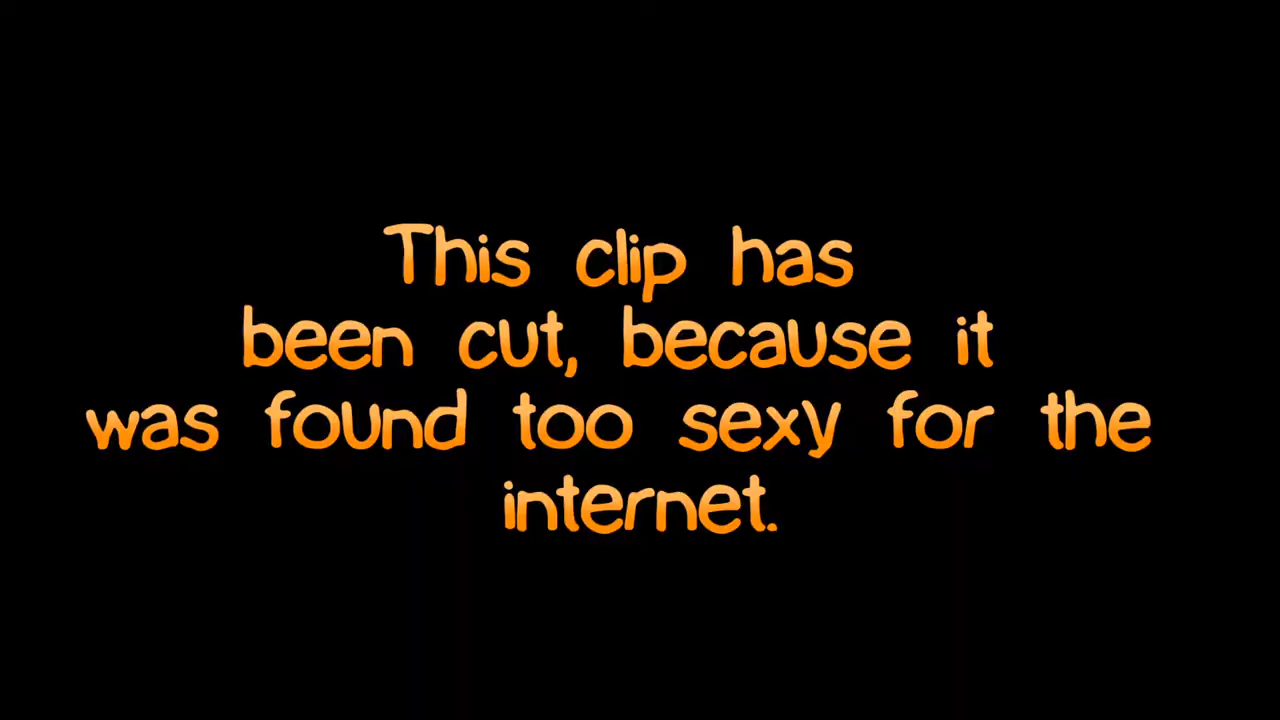 This clip has
been cut, because it
was found too sexy for the
internet.